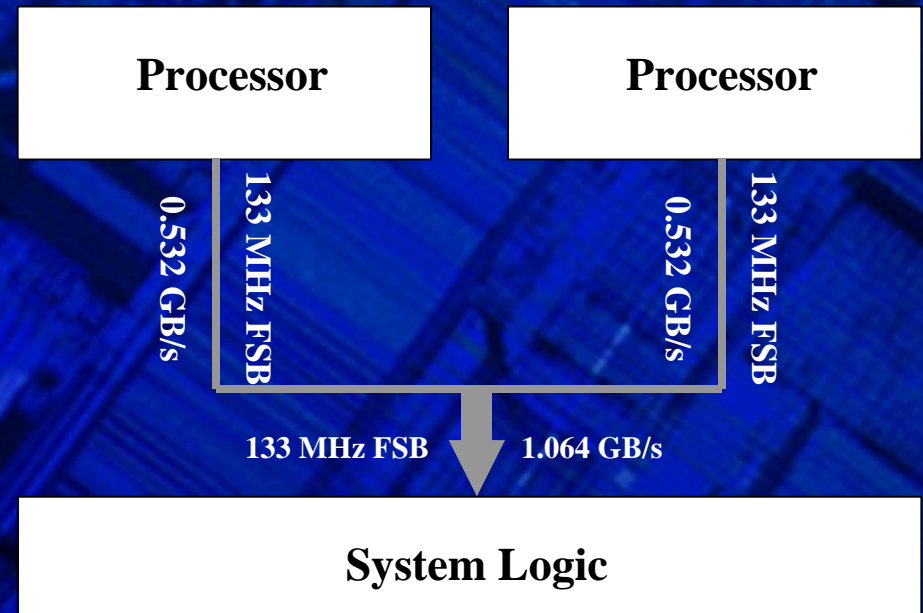 Processor
Processor
0.532 GB/s
133 MHz FSB
0.532 GB/s
133 MHz FSB
133 MHz FSB
1.064 GB/s
System Logic